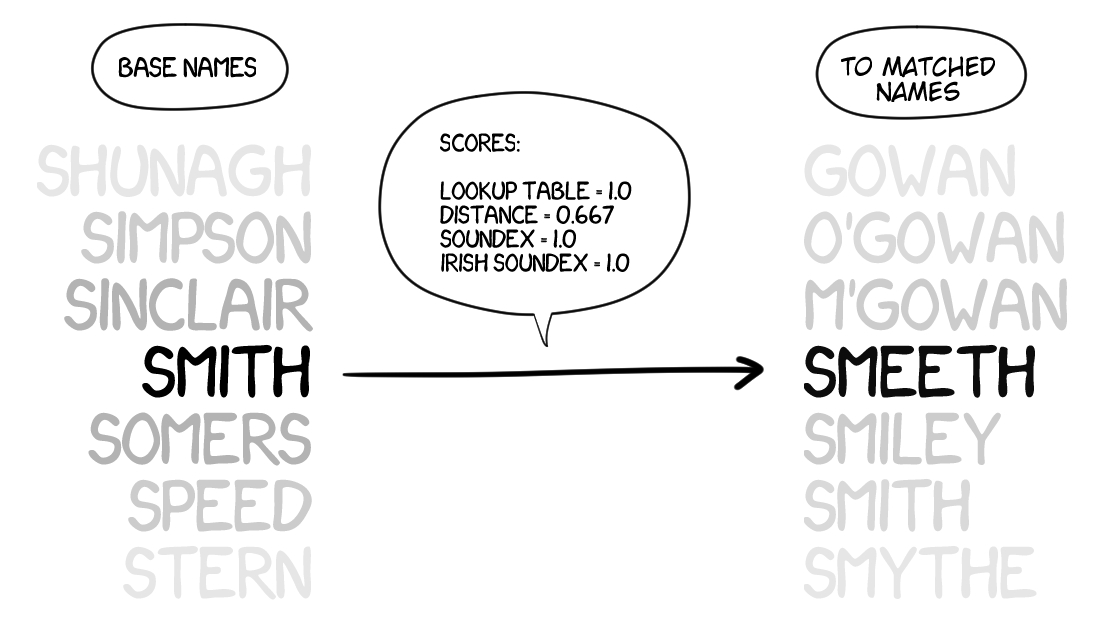 BASE NAMES
TO MATCHED
NAMES
SCORES:
LOOKUP TABLE = 1.0
DISTANCE = 0.667
SOUNDEX = 1.0
IRISH SOUNDEX = 1.0
SHUNAGH
SIMPSON
SINCLAIR
SMITH
SOMERS
SPEED
STERN
GOWAN
O'GOWAN
M'GOWAN
SMEETH
SMILEY
SMITH
SMYTHE